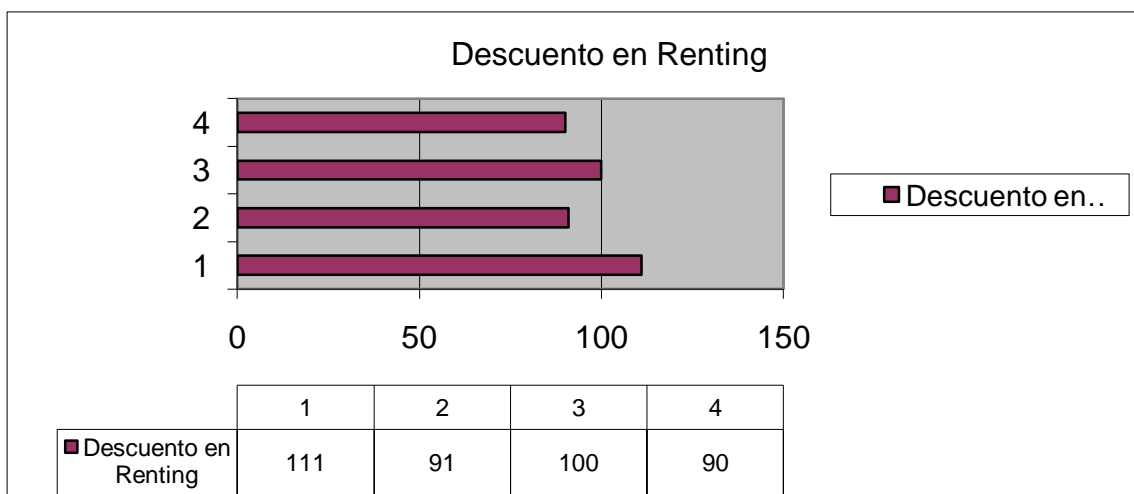 Descuento en Renting
4
3
2
1
Descuento en..
0 50 100 150
1 2 3 4
Descuento en
Renting
111 91 100 90